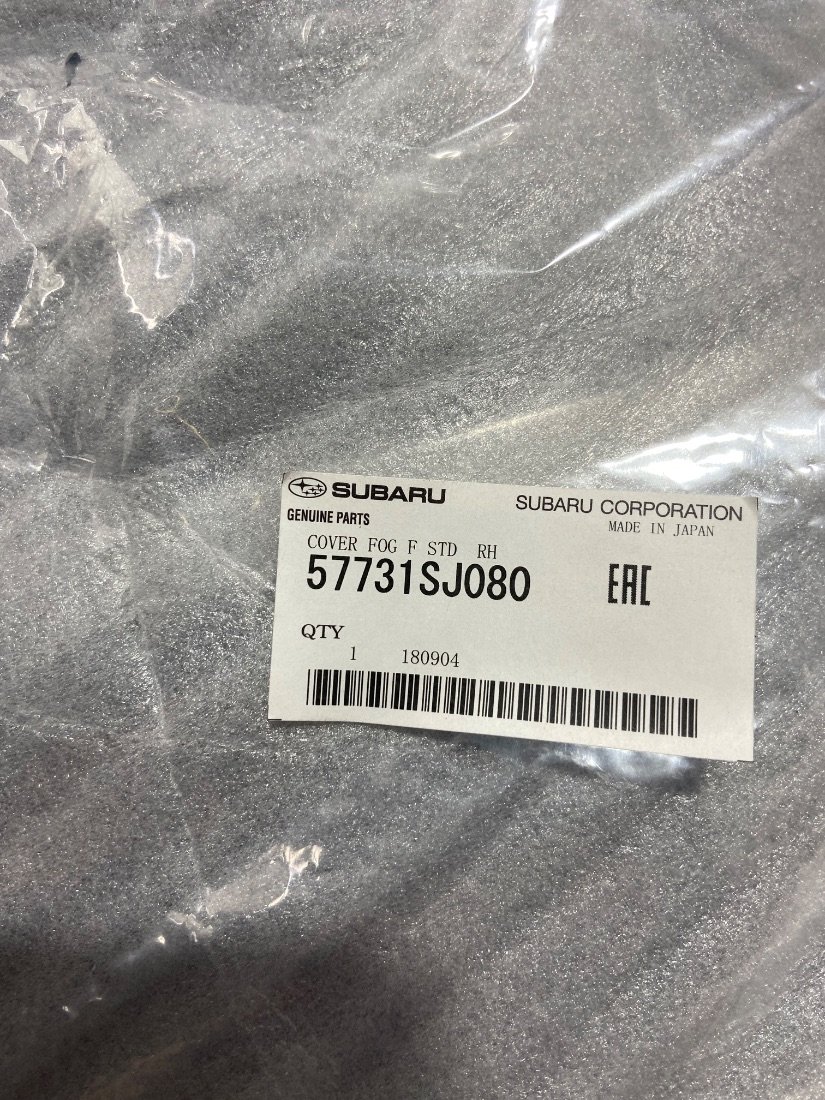 SUBARU
SUBARU CORPORATION
GENUINE PARTS
MADE IN JAPAN
COVER FOG F STD RH
57731SJ080
EAC
QTY
1 180904